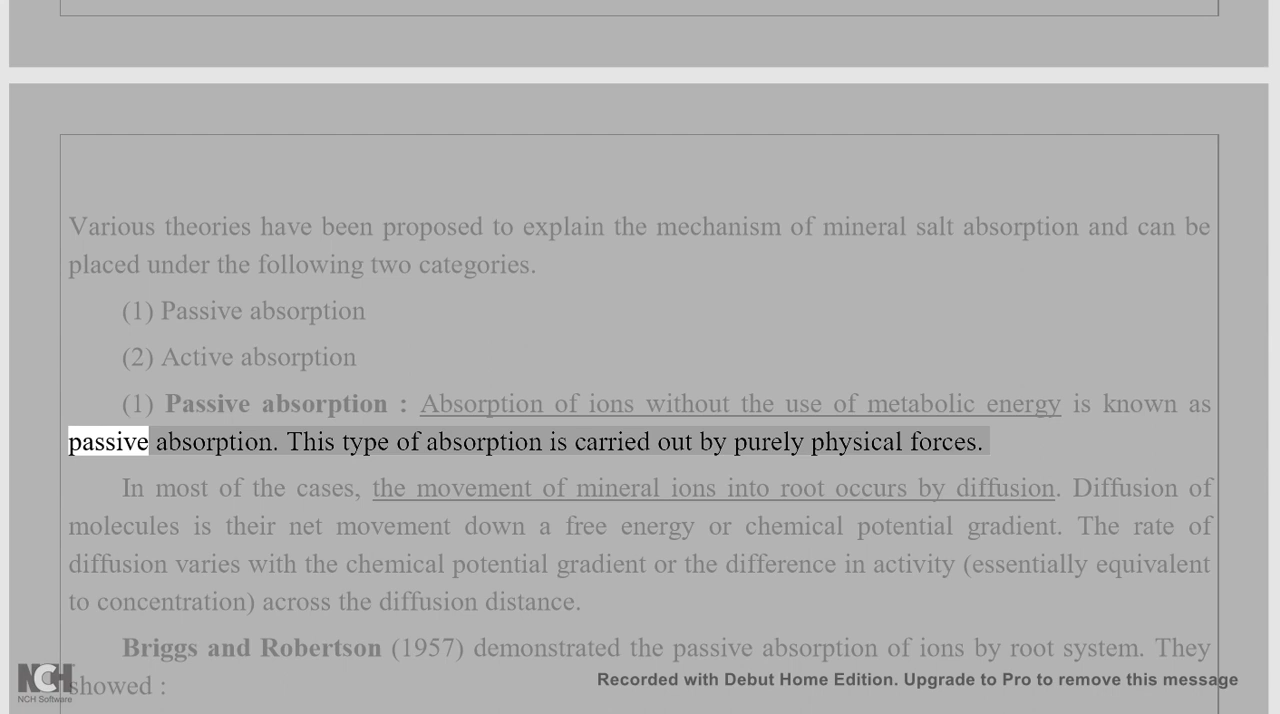 Various theories have been proposed to explain the mechanism of mineral salt absorption and can be
placed under the following two categories.
(1) Passive absorption
(2) Active absorption
(1) Passive absorption : Absorption of ions without the use of metabolic energy is known as
passive absorption. This type of absorption is carried out by purely physical forces.
In most of the cases, the movement of mineral ions into root occurs by diffusion. Diffusion of
molecules is their net movement down a free energy or chemical potential gradient. The rate of
diffusion varies with the chemical potential gradient or the difference in activity (essentially equivalent
to concentration) across the diffusion distance.
Briggs and Robertson (1957) demonstrated the passive absorption of ions by root system. They
showed :
NCH
NCH Software
Recorded with Debut Home Edition. Upgrade to Pro to remove this message